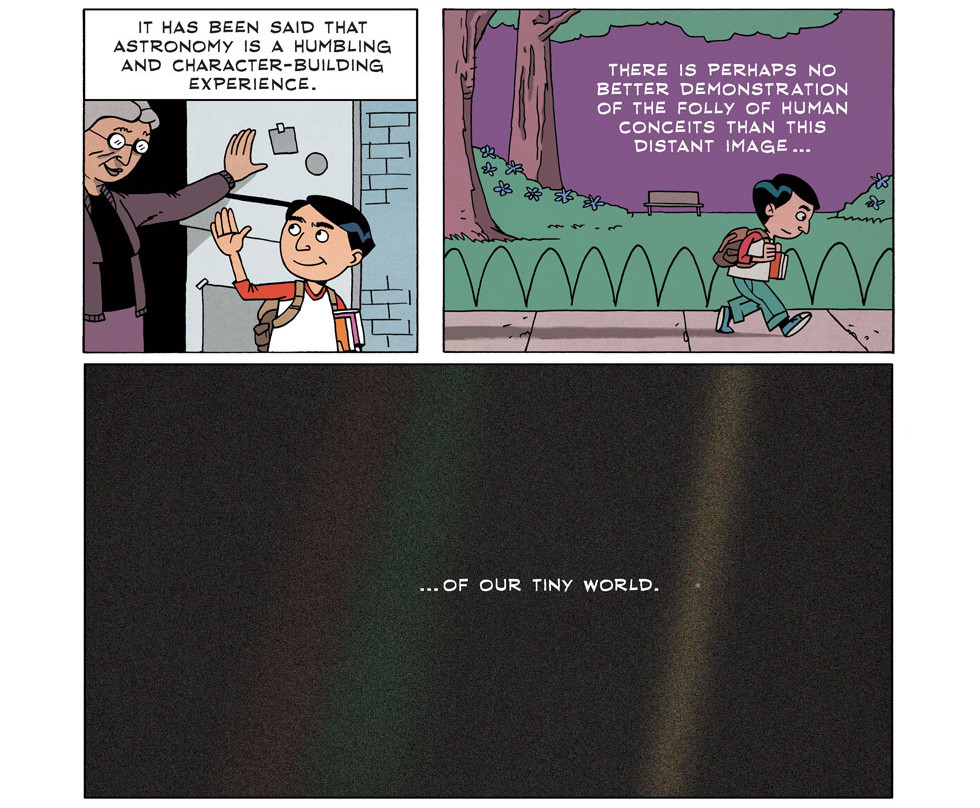 IT HAS BEEN SAID THAT
ASTRONOMY IS A HUMBLING
AND CHARACTER-BUILDING
EXPERIENCE.
THERE IS PERHAPS NO
BETTER DEMONSTRATION
OF THE FOLLY OF HUMAN
CONCEITS THAN THIS
DISTANT IMAGE...
...OF OUR TINY WORLD.